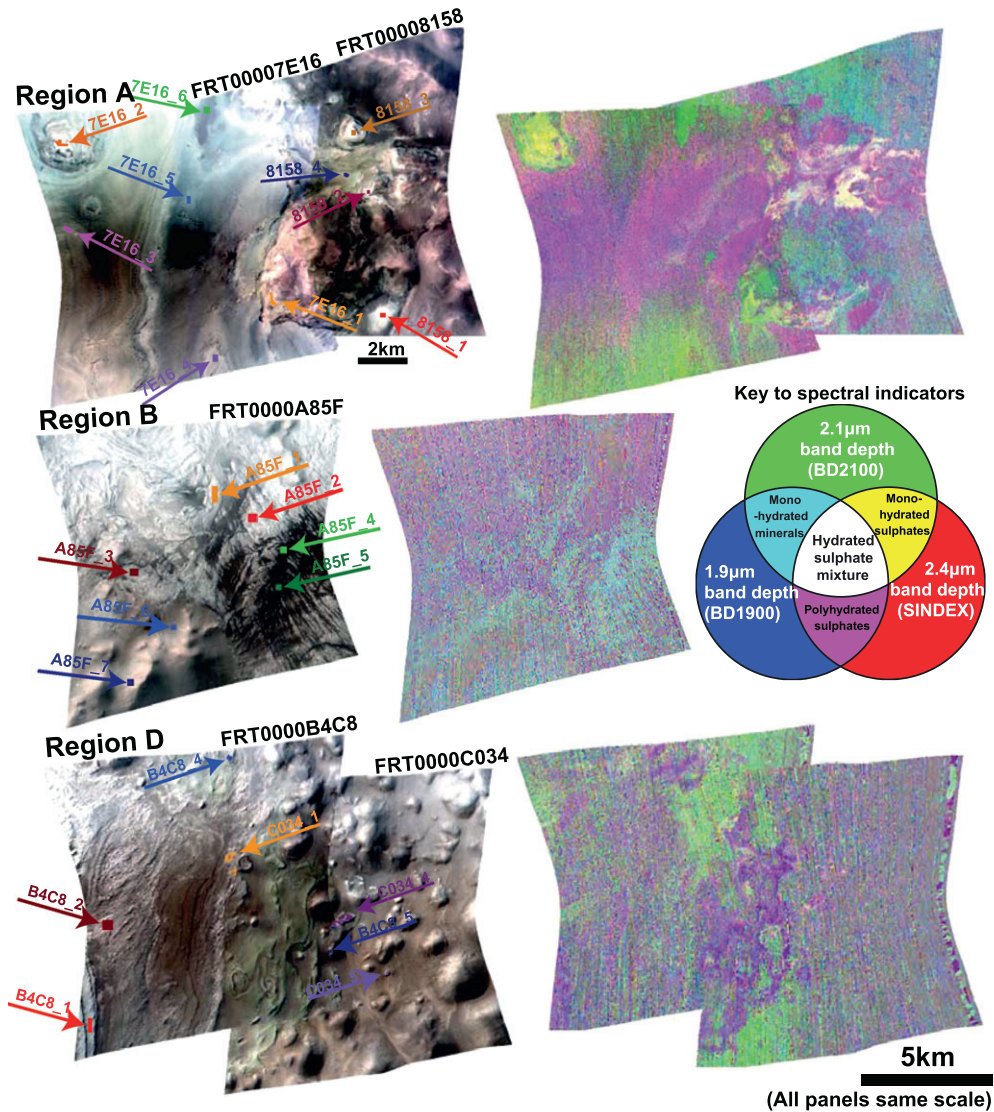 FRT00008158
FRT00007E16
Region A
7E16_6
7E16_2
8158_3
7E16_5
8158_4
8158_2
7E16_3
7E16_1
8158_1
2km
7E16_4
Region B
FRT0000A85F
A85F_1
A85F_2
A85F_4
A85F_3
A85F_5
A85F_6
A85F_7
Key to spectral indicators
2.1µm
band depth
(BD2100)
Mono
-hydrated
minerals
Mono-
hydrated
sulphates
Hydrated
sulphate
mixture
1.9µm
band depth
(BD1900)
2.4µm
band depth
(SINDEX)
Polyhydrated
sulphates
Region D
FRT0000B4C8
FRT0000C034
B4C8_4
C034_1
B4C8_2
B4C8_5
B4C8_1
5km
(All panels same scale)